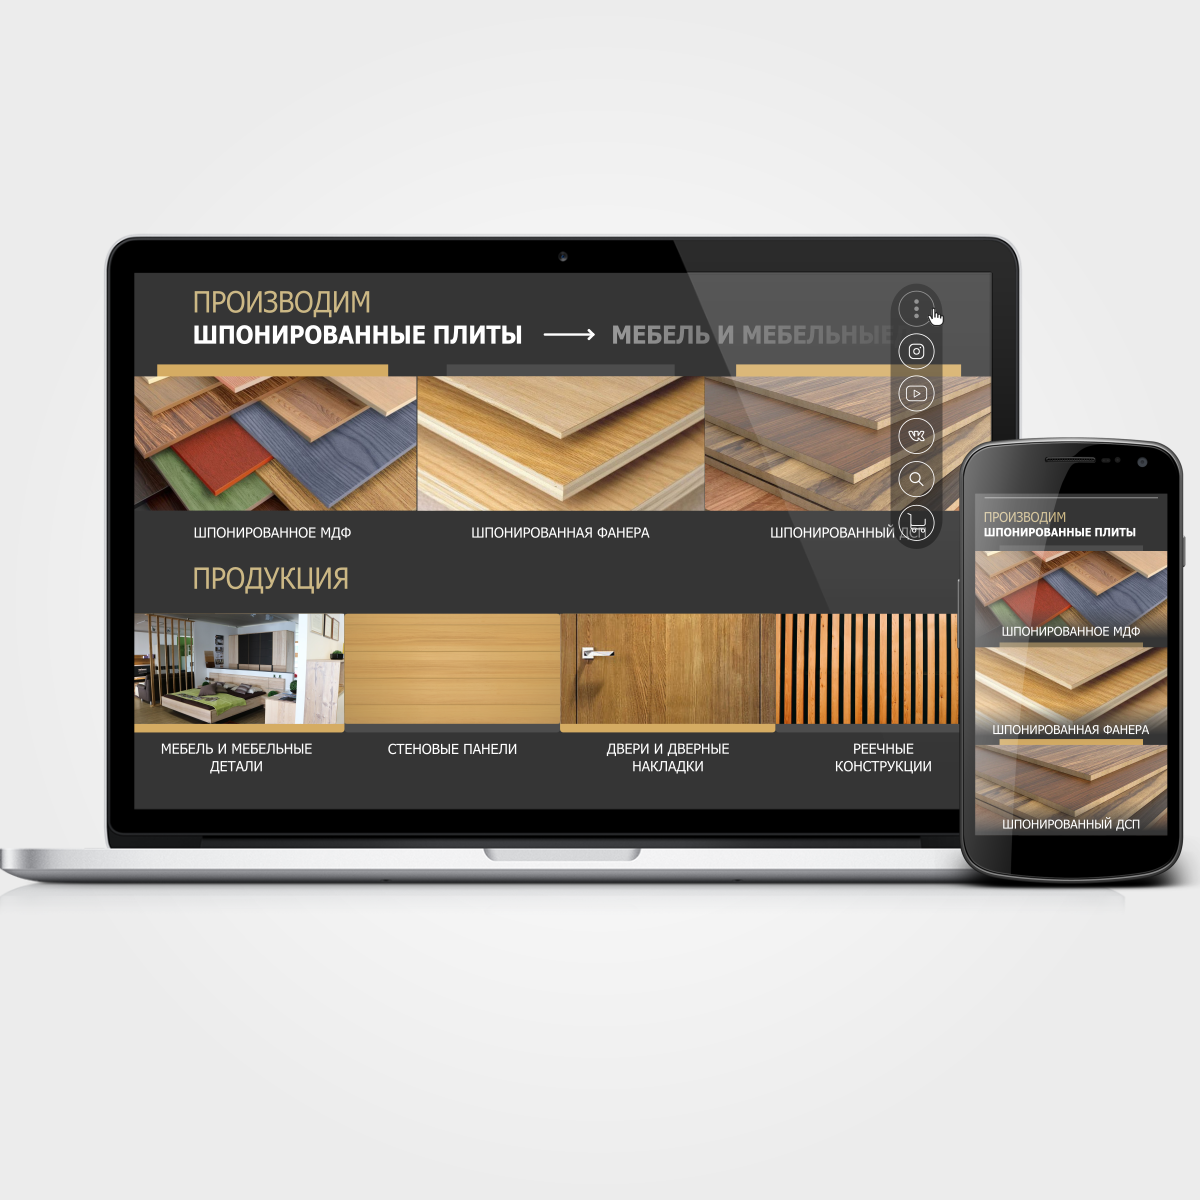 ПРОИЗВОДИМ
ШПОНИРОВАННЫЕ ПЛИТЫ → МЕБЕЛЬ И МЕБЕЛЬНЫЕ
ШПОНИРОВАННОЕ МДФ
ШПОНИРОВАННАЯ ФАНЕРА
ШПОНИРОВАННЫЙ ДСП
ПРОДУКЦИЯ
МЕБЕЛЬ И МЕБЕЛЬНЫЕ
ДЕТАЛИ
СТЕНОВЫЕ ПАНЕЛИ
ДВЕРИ И ДВЕРНЫЕ
НАКЛАДКИ
РЕЕЧНЫЕ
КОНСТРУКЦИИ
ПРОИЗВОДИМ
ШПОНИРОВАННЫЕ ПЛИТЫ
ШПОНИРОВАННОЕ МДФ
ШПОНИРОВАННАЯ ФАНЕРА
ШПОНИРОВАННЫЙ ДСП